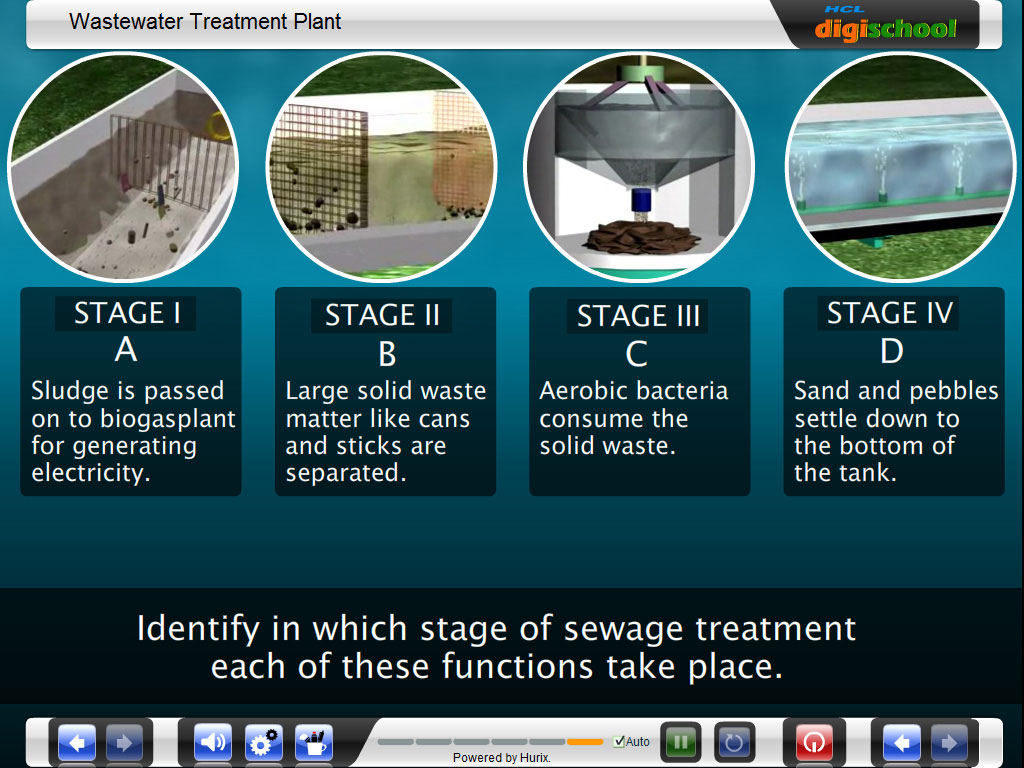 Wastewater Treatment Plant
HCL
digischool
STAGE I
A
Sludge is passed
on to biogasplant
for generating
electricity.
STAGE II
B
Large solid waste
matter like cans
and sticks are
separated.
STAGE III
C
Aerobic bacteria
consume the
solid waste.
STAGE IV
D
Sand and pebbles
settle down to
the bottom of
the tank.
Identify in which stage of sewage treatment
each of these functions take place.
Auto
Powered by Hurix.